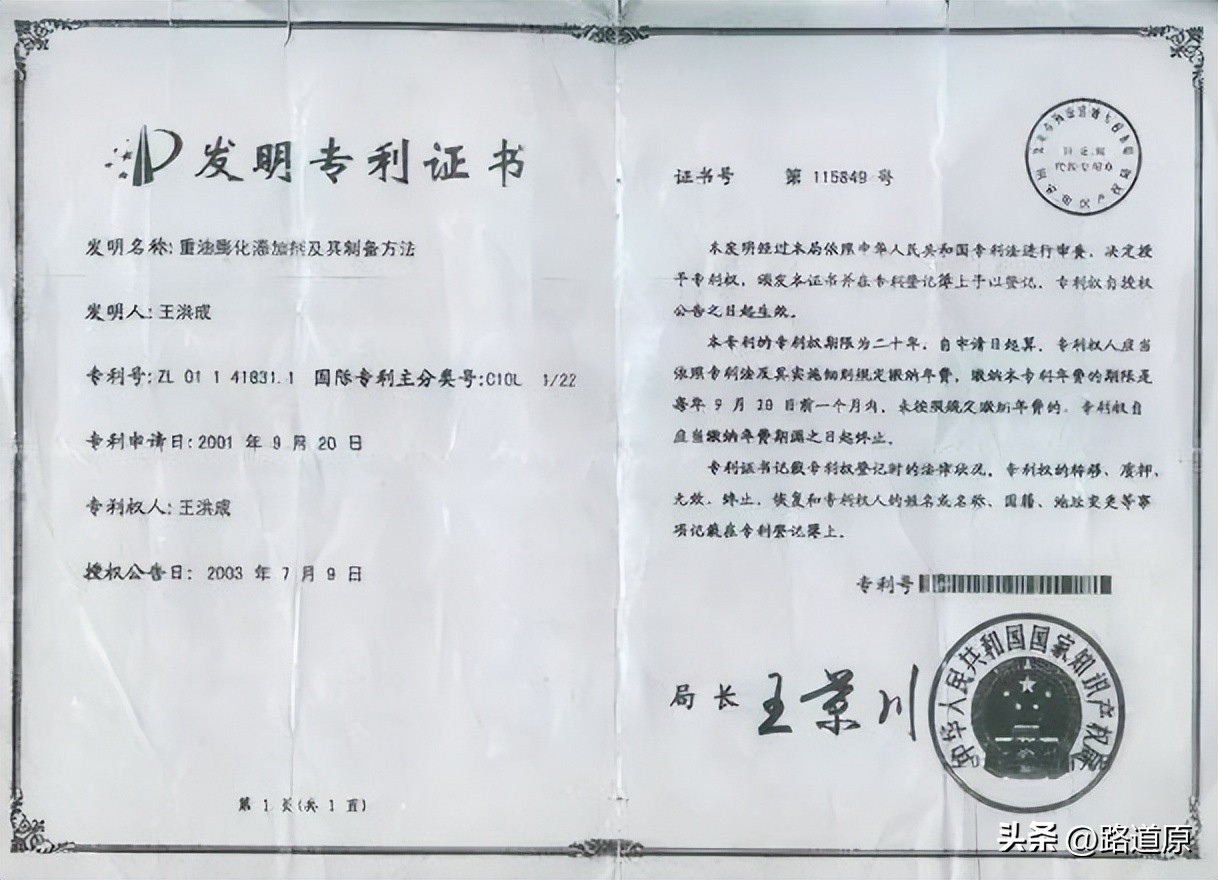 发明专利证书
发明名称: 重油膨化添加剂及其制备方法
发明人: 王洪成
专利号: ZL 01 1 41831.1 国际专利主分类号: C10L 1/22
专利申请日: 2001 年 9 月 20 日
专利权人: 王洪成
授权公告日: 2003 年 7 月 9 日
第 1 页(共 1 页)
证书号 第 115849 号
本发明经过本局依照中华人民共和国专利法进行审查，决定授
予专利权，颁发本证书并在专利登记簿上予以登记，专利权自授权
公告之日起生效。
本专利的专利权期限为二十年，自申请日起算，专利权人应当
依照专利法及其实施细则规定缴纳年费，缴纳本专利年费的期限是
每年 9 月 日前一个月内，未按照规定缴纳年费的，专利权自
应当缴纳年费期满之日起终止。
专利证书记载专利权登记时的法律状况，专利权的转移、质押、
无效、终止、恢复和专利权人的姓名或名称、国籍、地址变更等事
项记载在专利登记簿上。
专利号
中华人民共和国国家知识产权局
局长 王景川
头条 @路道原